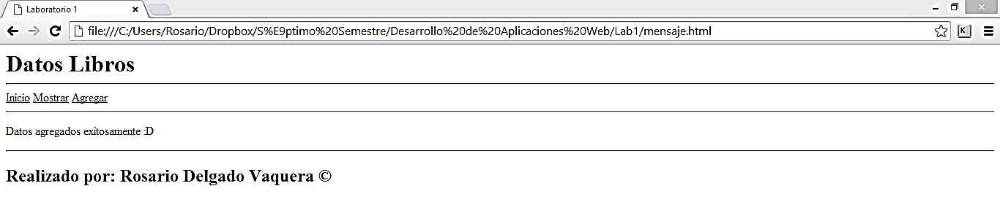 Laboratorio 1
file:///C:/Users/Rosario/Dropbox/S%E9ptimo%20Semestre/Desarrollo%20de%20Aplicaciones%20Web/Lab1/mensaje.html
Datos Libros
Inicio Mostrar Agregar
Datos agregados exitosamente :D
Realizado por: Rosario Delgado Vaquera ©